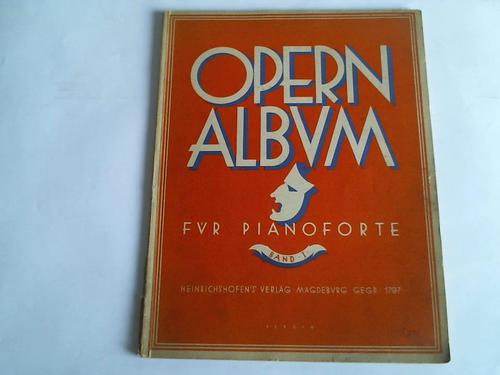 OPERN
ALBVM
FVR PIANOFORTE
BAND · I
HEINRICHSHOFEN'S VERLAG · MAGDEBVRG GEGR · 1797